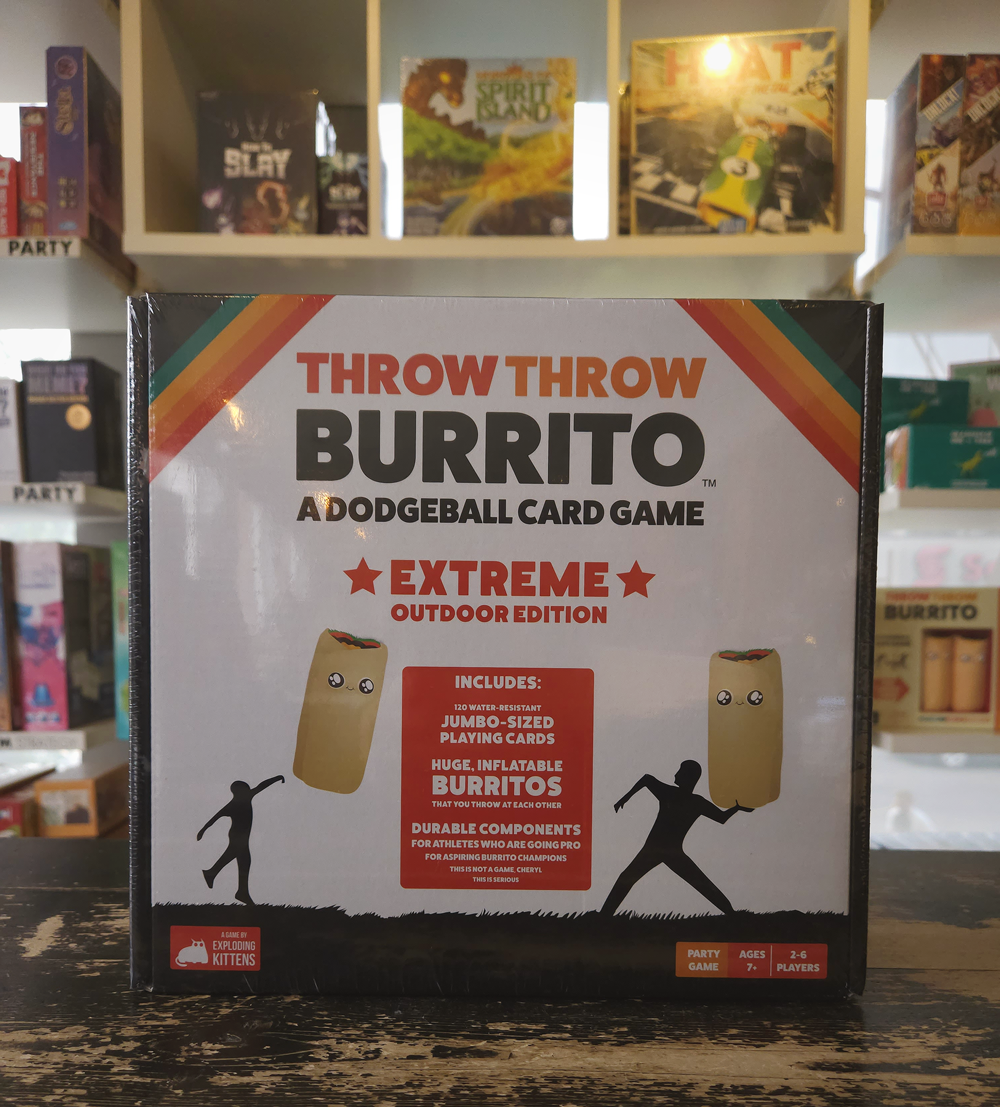 SLAY
SPIRIT
ISLAND
HEAT
PARTY
PARTY
THROW THROW
BURRITO
BURRITO™
A DODGEBALL CARD GAME
EXTREME
OUTDOOR EDITION
INCLUDES:
120 WATER-RESISTANT
JUMBO-SIZED
PLAYING CARDS
HUGE, INFLATABLE
BURRITOS
THAT YOU THROW AT EACH OTHER
DURABLE COMPONENTS
FOR ATHLETES WHO ARE GOING PRO
FOR ASPIRING BURRITO CHAMPIONS
THIS IS NOT A GAME, CHERYL
THIS IS SERIOUS
A GAME BY
EXPLODING
KITTENS
PARTY
GAME
AGES
7+
2-6
PLAYERS